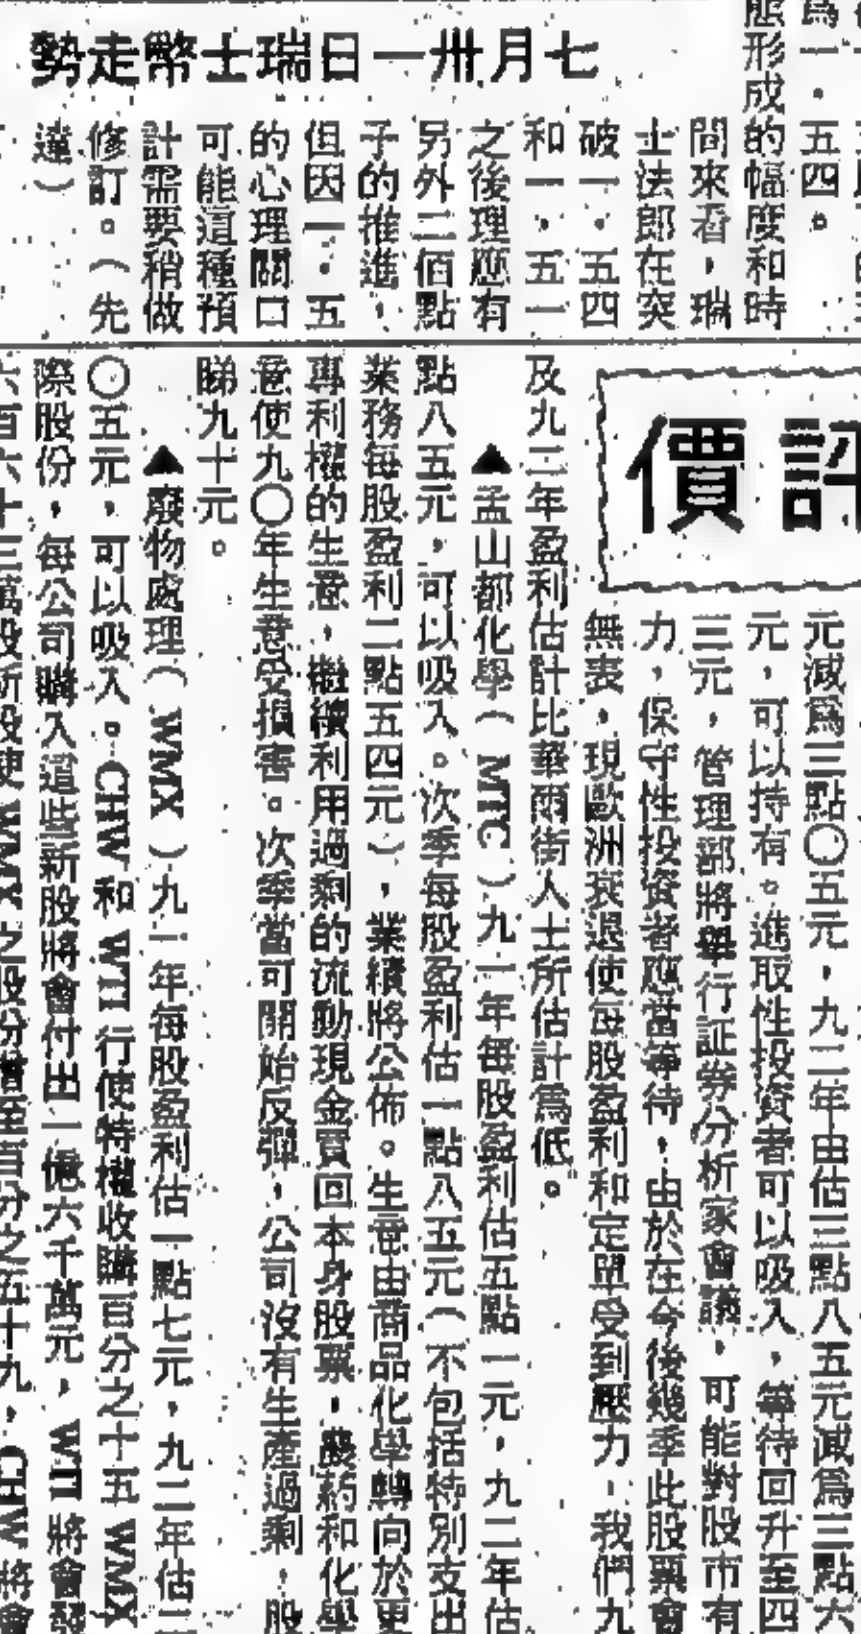 七月卅一日瑞士幣走勢
爲一．五四。
形成的幅度和時
間來看，瑞
士法郎在突
破一．五四
和一．五一
之後理應有
另外二佰點
子的推進，
但因一．五
的心理關口
可能這種預
計需要稍做
修訂。（先
達）
評價
元減爲三點〇五元，九二年由估三點八五元減爲三點六
元，可以持有。進取性投資者可以吸入，等待回升至四
三元，管理部將舉行証券分析家會議，可能對股市有
力，保守性投資者應當等待，由於在今後幾季此股票會
無表，現歐洲衰退使每股盈利和定單受到壓力，我們九
及九二年盈利估計比華爾街人士所估計爲低。
▲孟山都化學（MTC）九一年每股盈利估五點一元，九二年估
點八五元，可以吸入。次季每股盈利估一點八五元（不包括特別支出
業務每股盈利二點五四元），業績將公佈。生意由商品化學轉向於更
專利權的生意，繼續利用過剩的流動現金買回本身股票，農葯和化學
意使九〇年生意受損害。次季當可開始反彈，公司沒有生產過剩，股
睇九十元。
▲廢物處理（WMX）九一年每股盈利估一點七元，九二年估二
〇五元，可以吸入。CHW和WTI行使特權收購百分之十五WMX
際股份，每公司購入這些新股將會付出一億六千萬元，WTI將會發
六百六十三萬股新股使WMX之股份增至百分之五十九，CHW將會